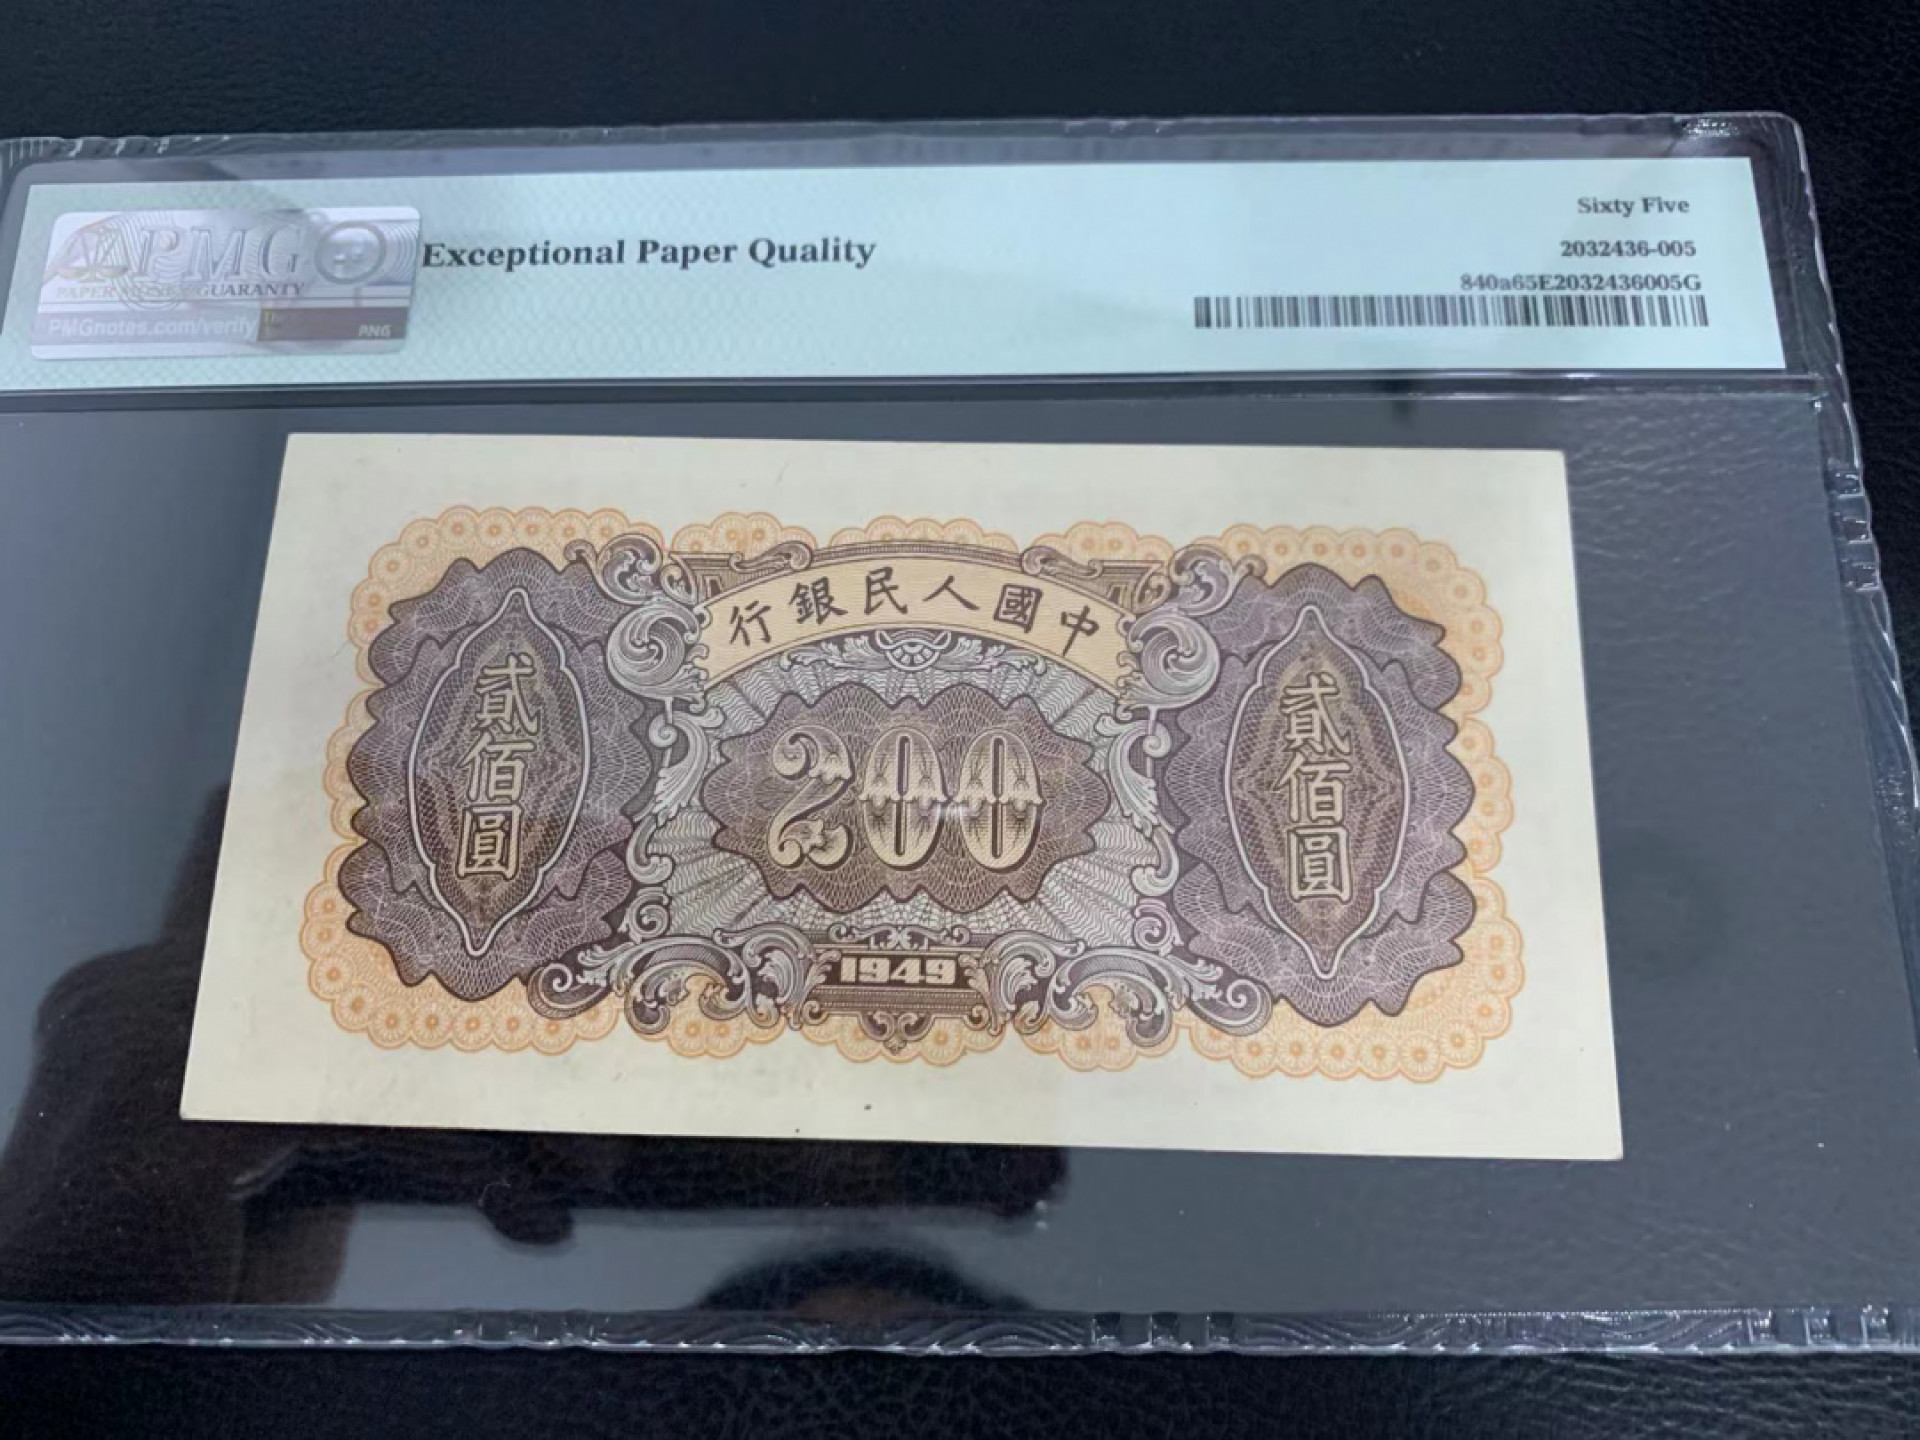 Sixty Five
PMG
Exceptional Paper Quality
2032436-005
PAPER MONEY GUARANTY
840a65E2032436005G
PMGnotes.com/verify
PNG
行銀民人國中
貳佰圓
200
貳佰圓
1949